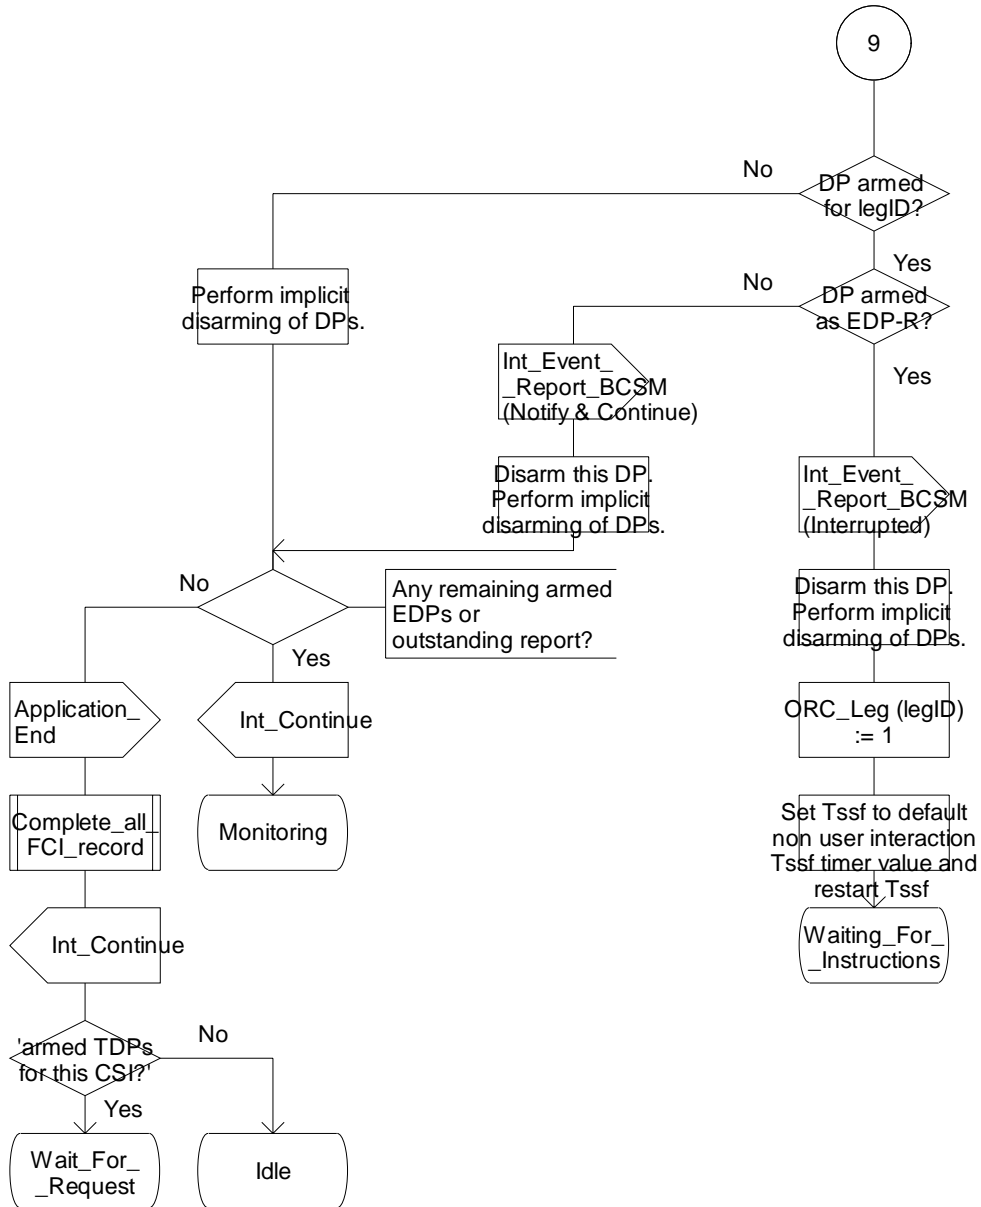 9
No
DP armed
for legID?
Yes
No
DP armed
as EDP-R?
Yes
Perform implicit
disarming of DPs.
Int_Event_
_Report_BCSM
(Notify & Continue)
Disarm this DP.
Perform implicit
disarming of DPs.
Int_Event_
_Report_BCSM
(Interrupted)
No
Any remaining armed
EDPs or
outstanding report?
Yes
Disarm this DP.
Perform implicit
disarming of DPs.
Application_
End
Int_Continue
ORC_Leg (legID)
:= 1
Complete_all_
FCI_record
Monitoring
Set Tssf to default
non user interaction
Tssf timer value and
restart Tssf
Int_Continue
Waiting_For_
_Instructions
'armed TDPs
for this CSI?'
No
Yes
Wait_For_
_Request
Idle